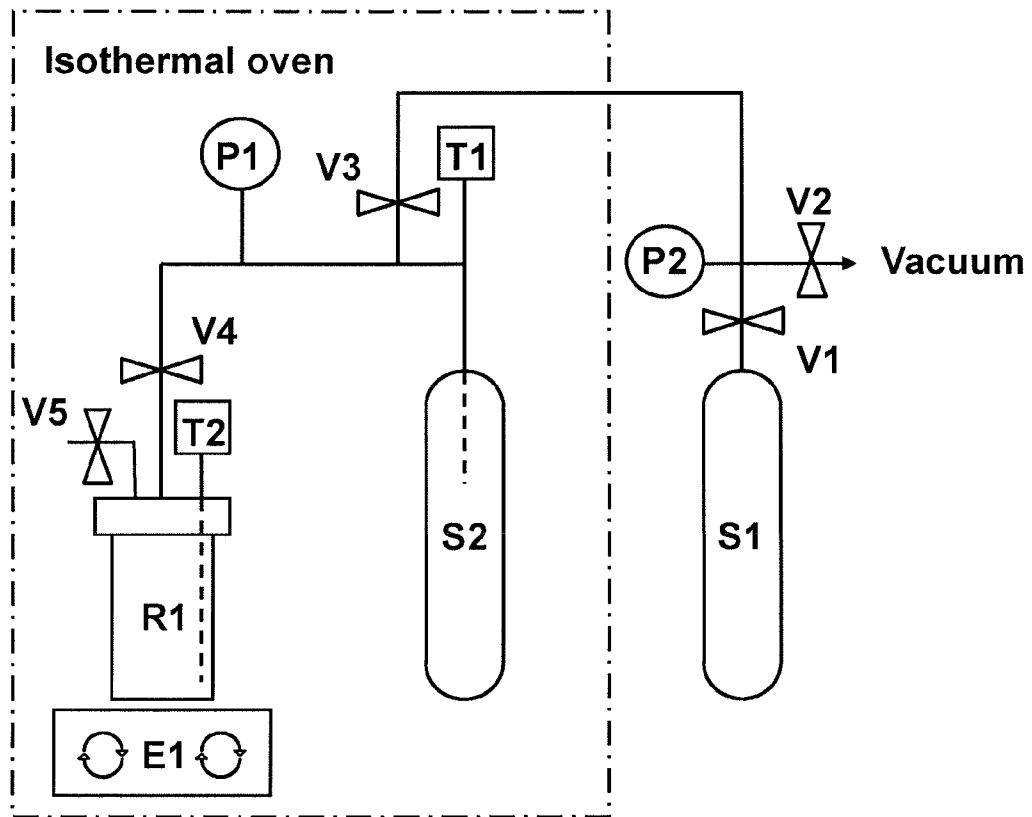 Isothermal oven
P1
T1
V3
V2
P2
Vacuum
V4
V1
V5
T2
S2
S1
R1
E1